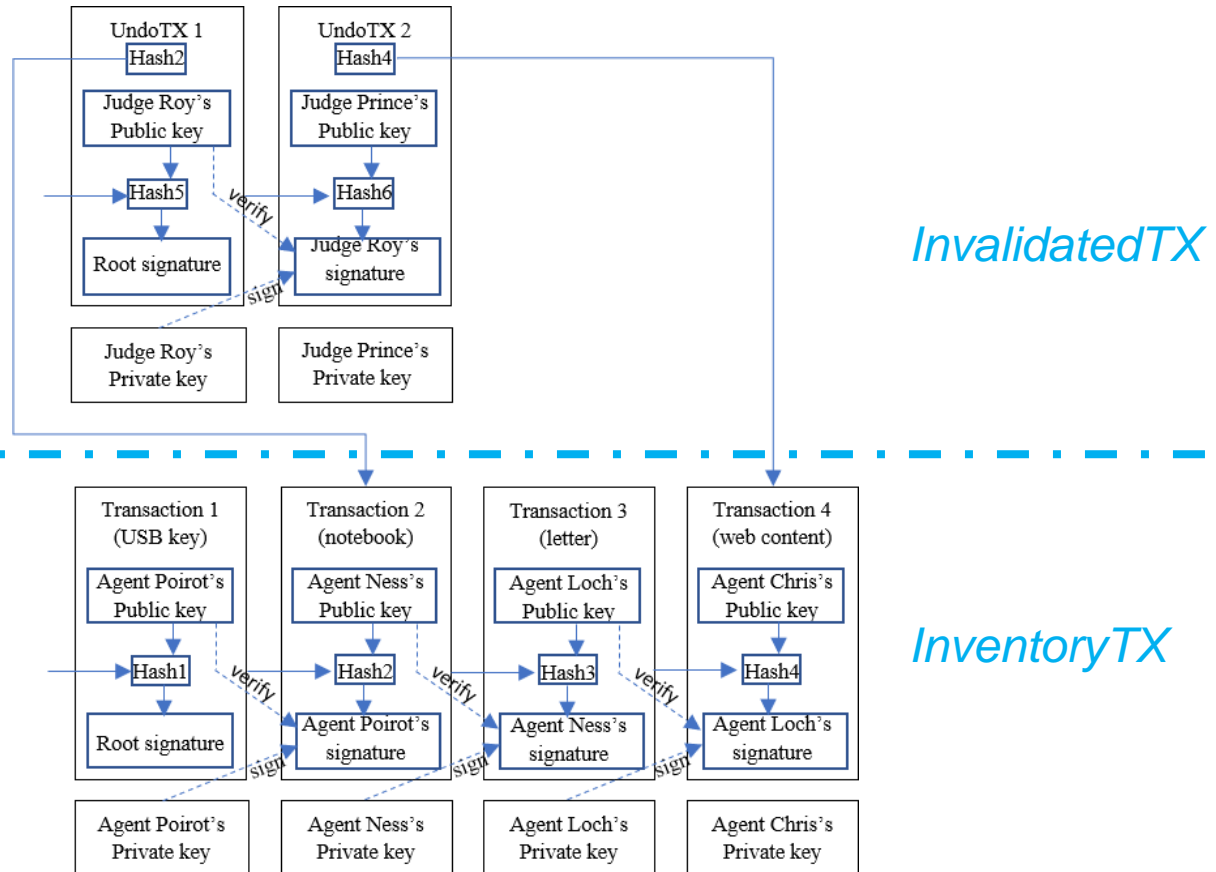 UndoTX 1
Hash2
Judge Roy's
Public key
Hash5
Root signature
UndoTX 2
Hash4
Judge Prince's
Public key
Hash6
Judge Roy's
signature
verify
sign
Judge Roy's
Private key
Judge Prince's
Private key
InvalidatedTX
Transaction 1
(USB key)
Agent Poirot's
Public key
Hash1
Root signature
Transaction 2
(notebook)
Agent Ness's
Public key
Hash2
Agent Poirot's
signature
Transaction 3
(letter)
Agent Loch's
Public key
Hash3
Agent Ness's
signature
Transaction 4
(web content)
Agent Chris's
Public key
Hash4
Agent Loch's
signature
verify
verify
verify
sign
sign
sign
Agent Poirot's
Private key
Agent Ness's
Private key
Agent Loch's
Private key
Agent Chris's
Private key
InventoryTX